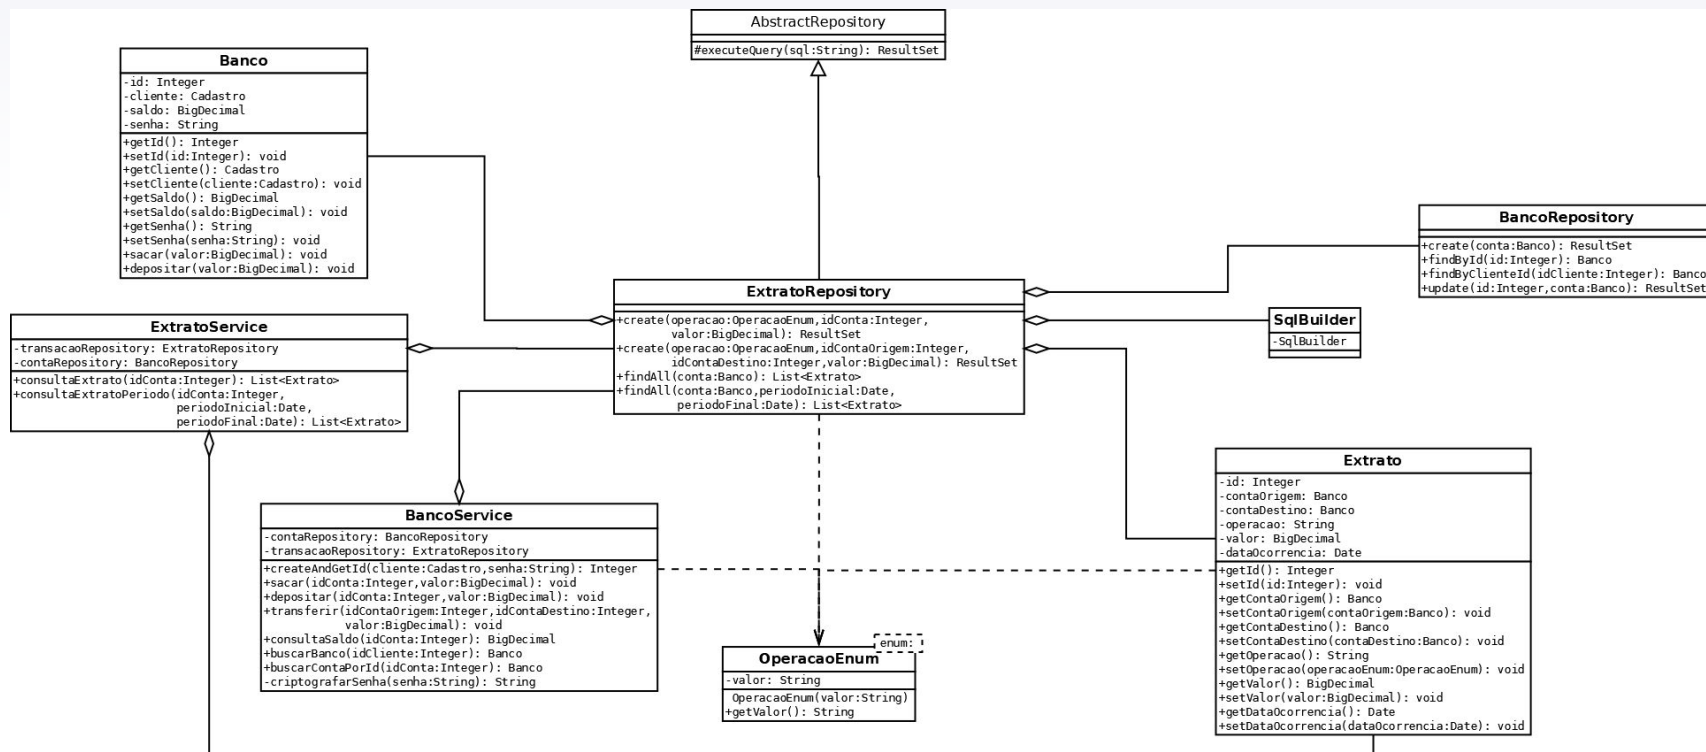 AbstractRepository
#executeQuery(sql:String): ResultSet
Banco
-id: Integer
-cliente: Cadastro
-saldo: BigDecimal
-senha: String
+getId(): Integer
+setId(id:Integer): void
+getCliente(): Cadastro
+setCliente(cliente:Cadastro): void
+getSaldo(): BigDecimal
+setSaldo(saldo:BigDecimal): void
+getSenha(): String
+setSenha(senha:String): void
+sacar(valor:BigDecimal): void
+depositar(valor:BigDecimal): void
BancoRepository
+create(conta:Banco): ResultSet
+findById(id:Integer): Banco
+findByClienteId(idCliente:Integer): Banco
+update(id:Integer,conta:Banco): ResultSet
ExtratoRepository
+create(operacao:OperacaoEnum,idConta:Integer,
valor:BigDecimal): ResultSet
+create(operacao:OperacaoEnum,idContaOrigem:Integer,
idContaDestino:Integer,valor:BigDecimal): ResultSet
+findAll(conta:Banco): List<Extrato>
+findAll(conta:Banco,periodoInicial:Date,
periodoFinal:Date): List<Extrato>
SqlBuilder
-SqlBuilder
ExtratoService
-transacaoRepository: ExtratoRepository
-contaRepository: BancoRepository
+consultaExtrato(idConta:Integer): List<Extrato>
+consultaExtratoPeriodo(idConta:Integer,
periodoInicial:Date,
periodoFinal:Date): List<Extrato>
Extrato
-id: Integer
-contaOrigem: Banco
-contaDestino: Banco
-operacao: String
-valor: BigDecimal
-dataOcorrencia: Date
+getId(): Integer
+setId(id:Integer): void
+getContaOrigem(): Banco
+setContaOrigem(contaOrigem:Banco): void
+getContaDestino(): Banco
+setContaDestino(contaDestino:Banco): void
+getOperacao(): String
+setOperacao(operacaoEnum:OperacaoEnum): void
+getValor(): BigDecimal
+setValor(valor:BigDecimal): void
+getDataOcorrencia(): Date
+setDataOcorrencia(dataOcorrencia:Date): void
BancoService
-contaRepository: BancoRepository
-transacaoRepository: ExtratoRepository
+createAndGetId(cliente:Cadastro,senha:String): Integer
+sacar(idConta:Integer,valor:BigDecimal): void
+depositar(idConta:Integer,valor:BigDecimal): void
+transferir(idContaOrigem:Integer,idContaDestino:Integer,
valor:BigDecimal): void
+consultaSaldo(idConta:Integer): BigDecimal
+buscarBanco(idCliente:Integer): Banco
+buscarContaPorId(idConta:Integer): Banco
-criptografarSenha(senha:String): String
enum:
OperacaoEnum
-valor: String
OperacaoEnum(valor:String)
+getValor(): String